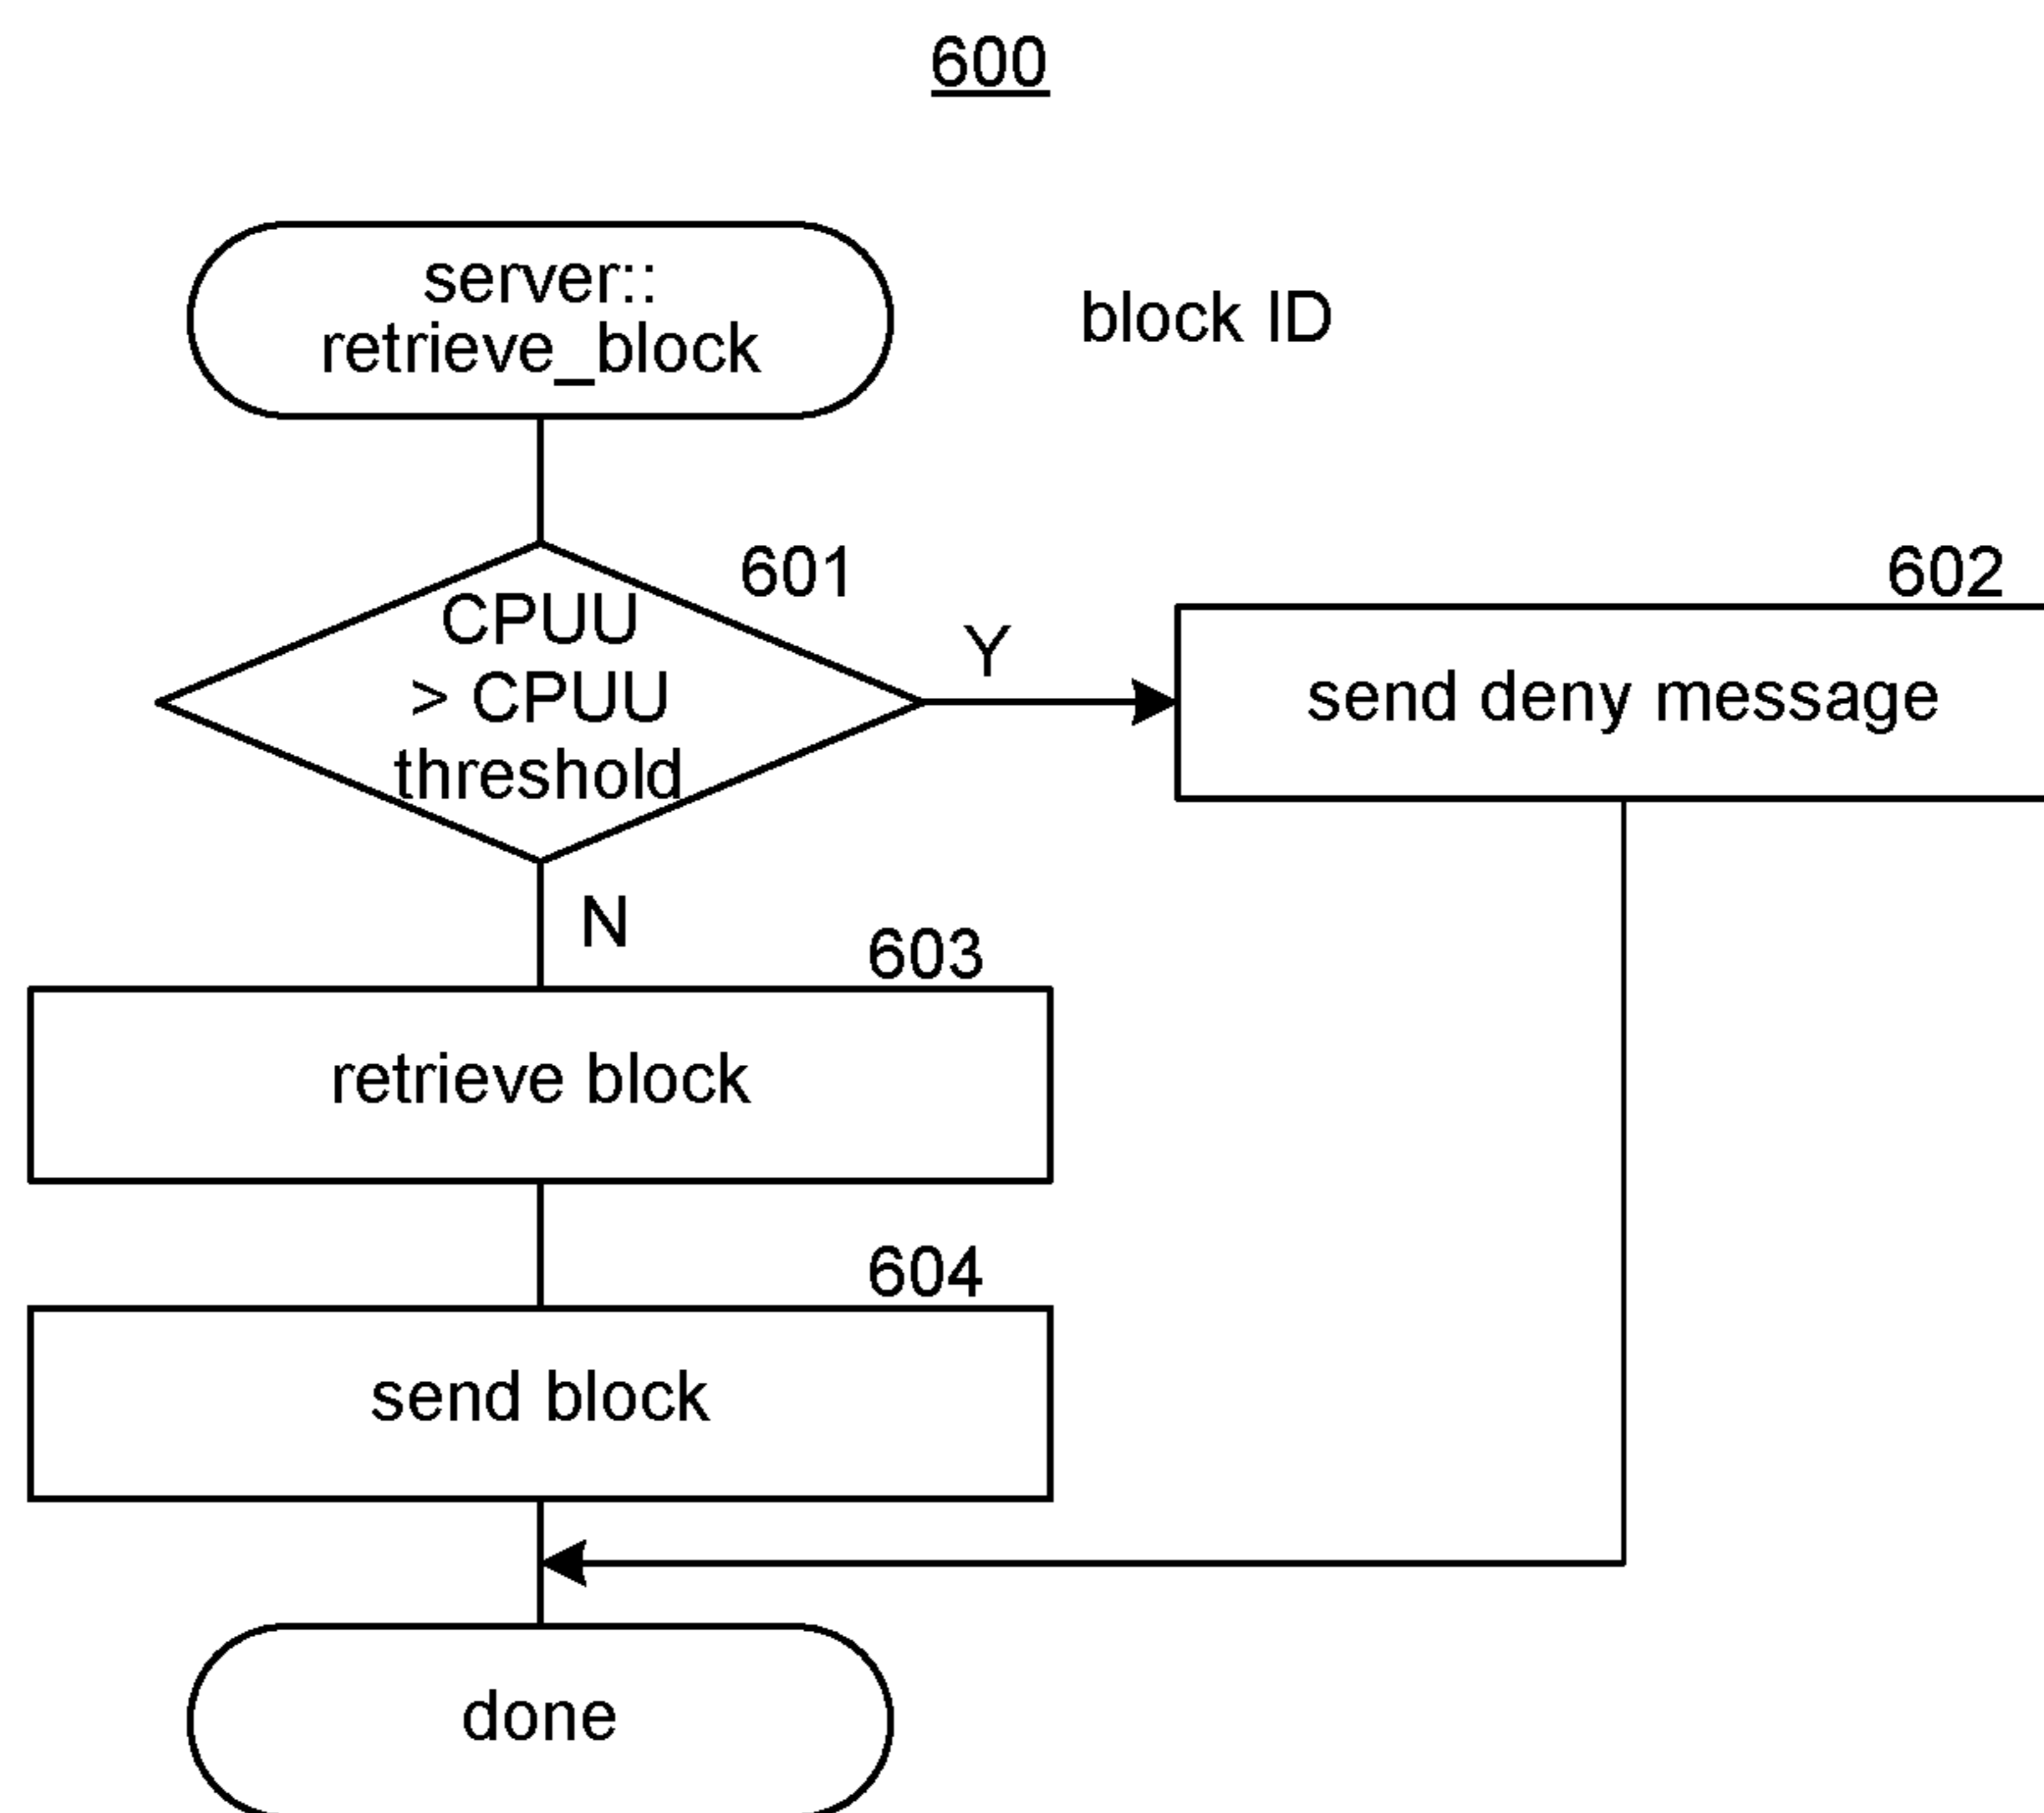 600
server::
retrieve_block
block ID
601
CPUU
> CPUU
threshold
Y
602
send deny message
N
603
retrieve block
604
send block
done